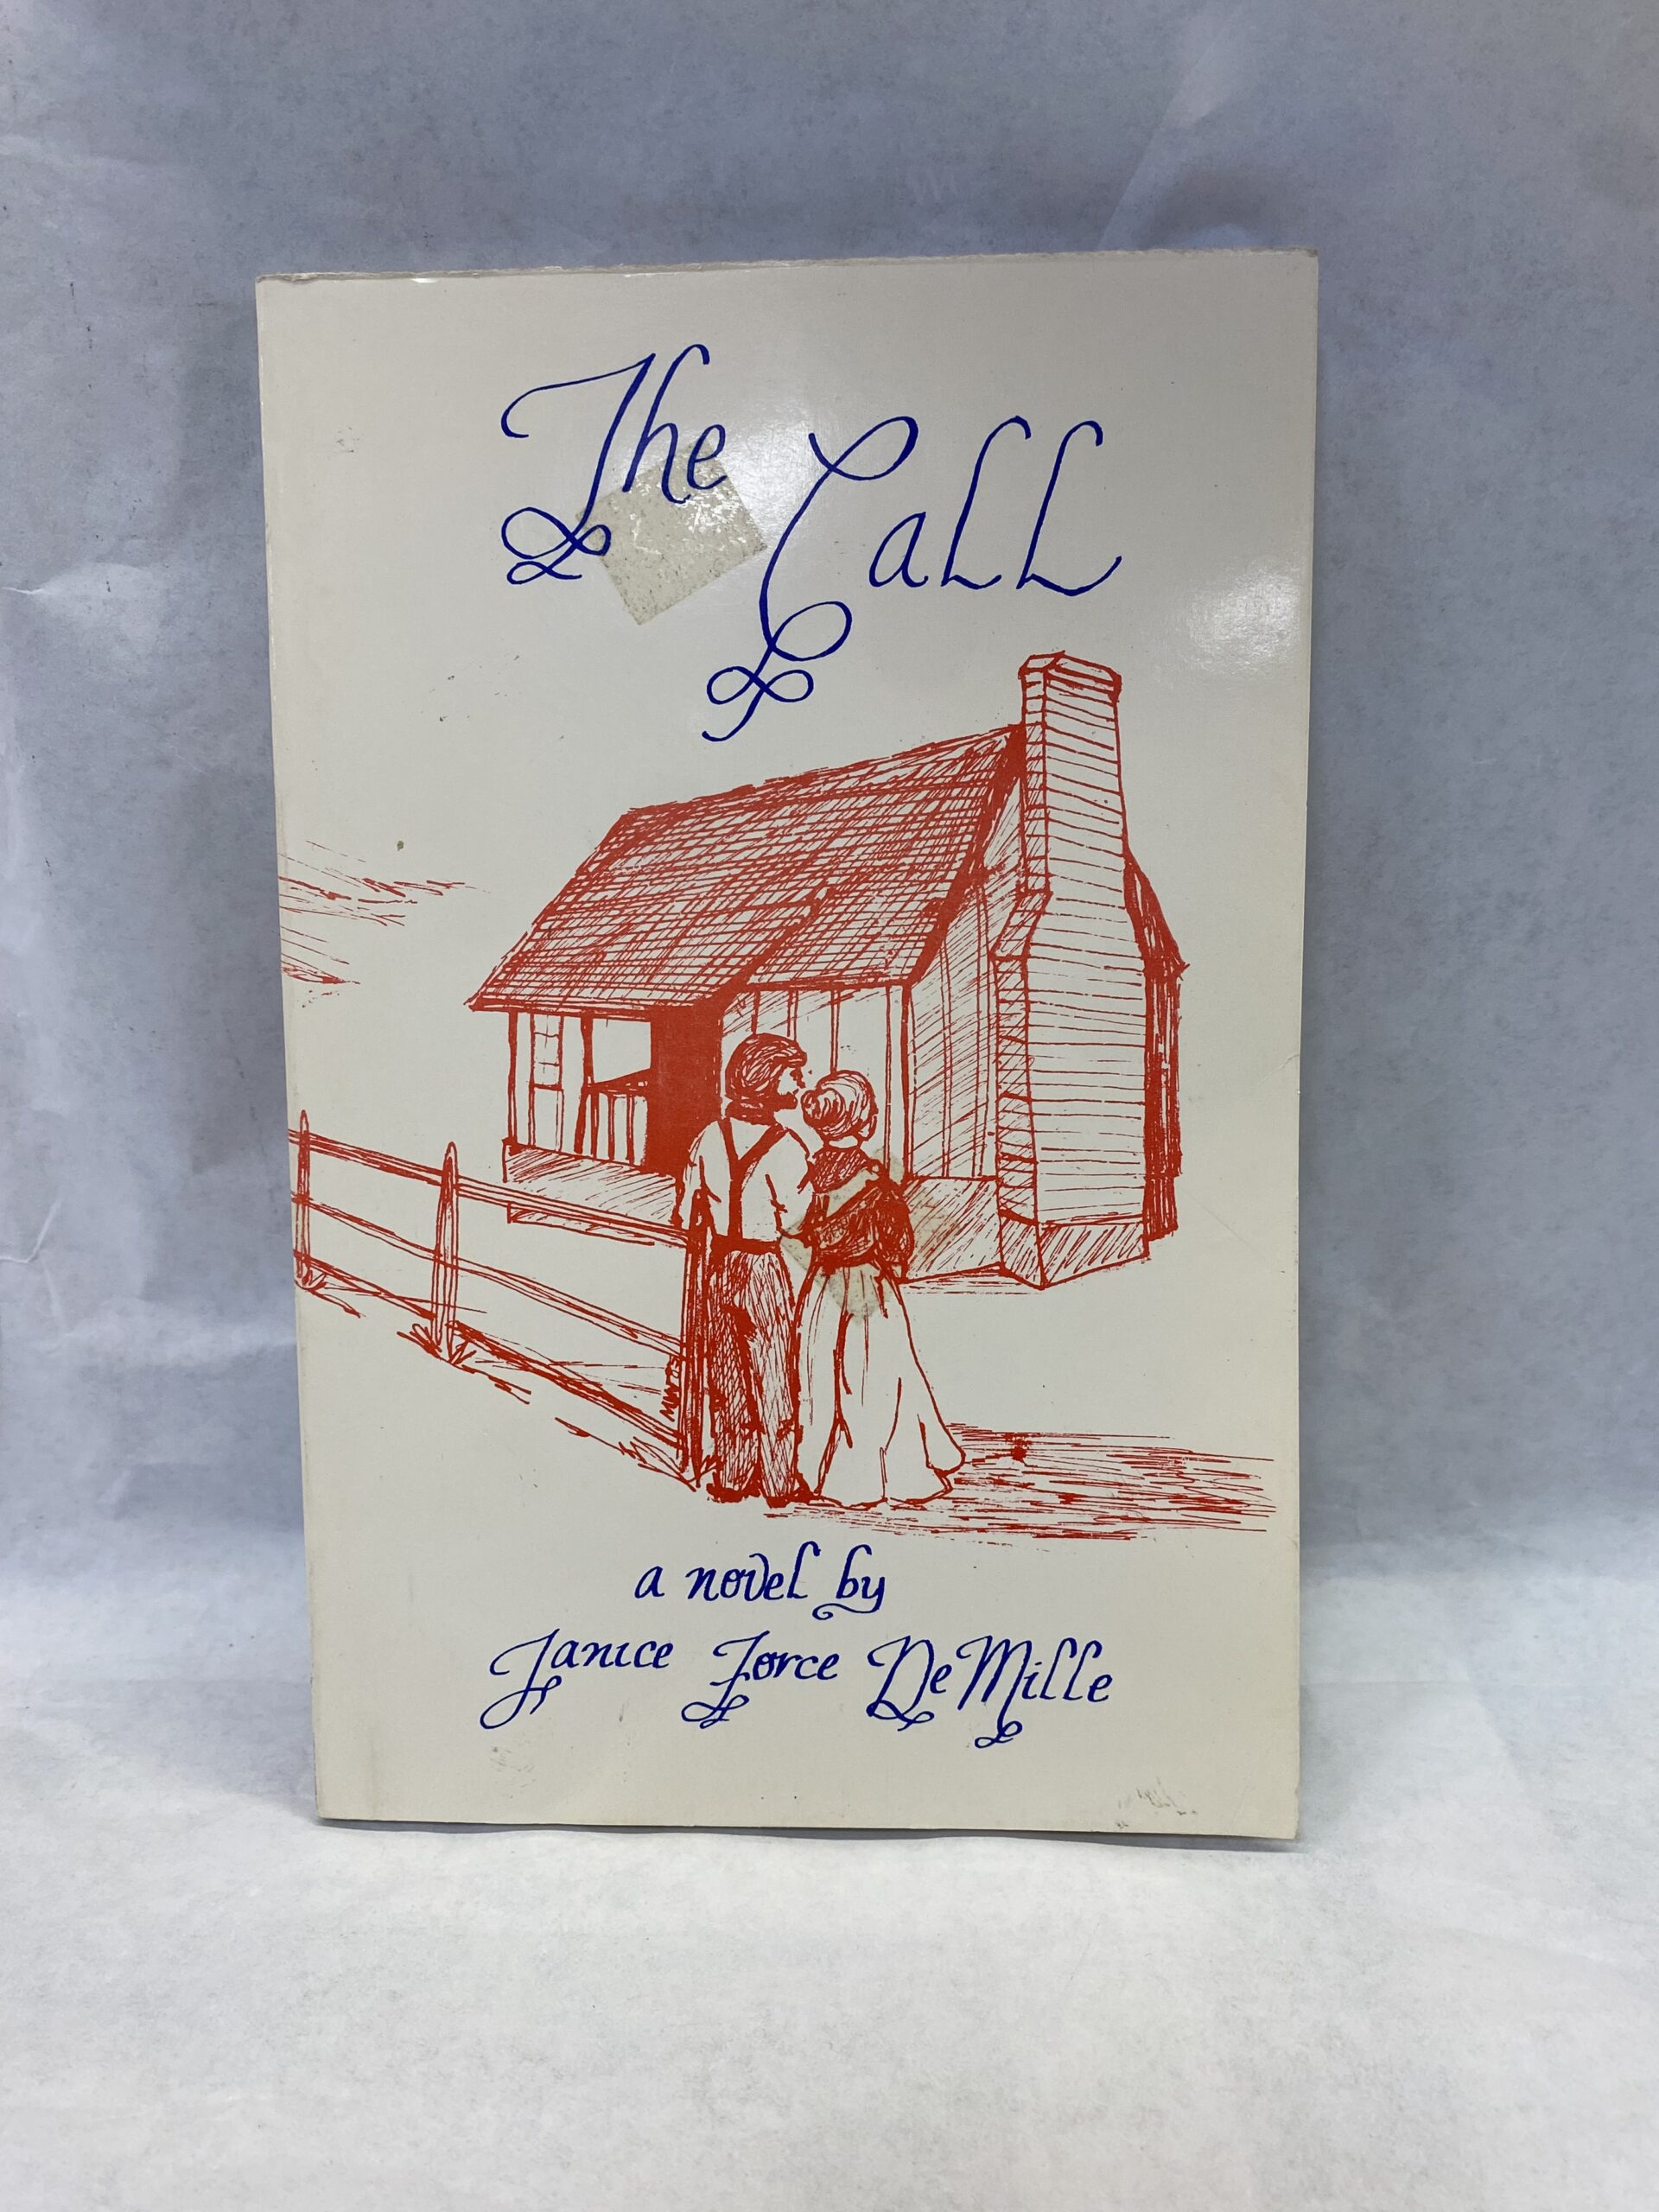 The Call
a novel by
Janice Force DeMille